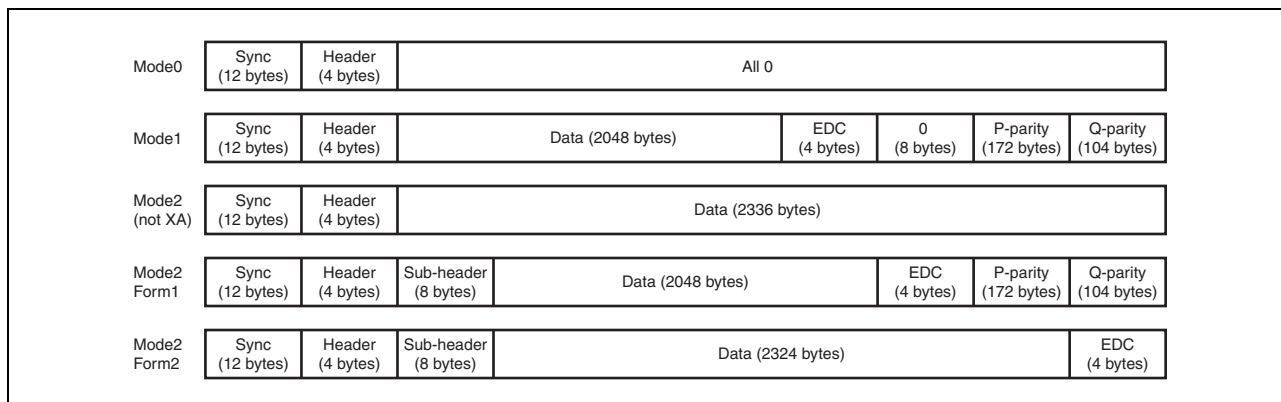 Mode0
Sync
(12 bytes)
Header
(4 bytes)
All 0
Mode1
Sync
(12 bytes)
Header
(4 bytes)
Data (2048 bytes)
EDC
(4 bytes)
0
(8 bytes)
P-parity
(172 bytes)
Q-parity
(104 bytes)
Mode2
(not XA)
Sync
(12 bytes)
Header
(4 bytes)
Data (2336 bytes)
Mode2
Form1
Sync
(12 bytes)
Header
(4 bytes)
Sub-header
(8 bytes)
Data (2048 bytes)
EDC
(4 bytes)
P-parity
(172 bytes)
Q-parity
(104 bytes)
Mode2
Form2
Sync
(12 bytes)
Header
(4 bytes)
Sub-header
(8 bytes)
Data (2324 bytes)
EDC
(4 bytes)